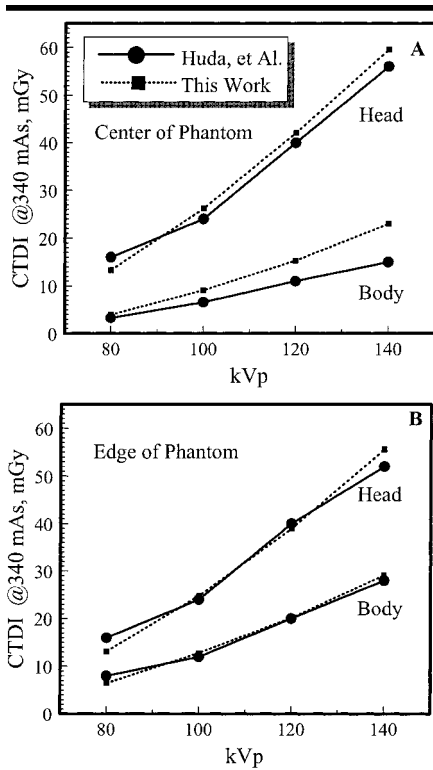 A
Huda, et Al.
This Work
Center of Phantom
Head
Body
CTDI @340 mAs, mGy
60
50
40
30
20
10
0
80
100
120
140
kVp
B
Edge of Phantom
Head
Body
CTDI @340 mAs, mGy
60
50
40
30
20
10
0
80
100
120
140
kVp